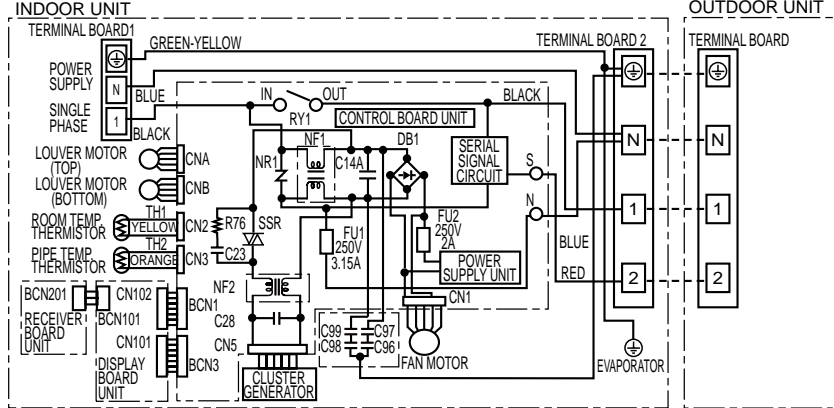 INDOOR UNIT
OUTDOOR UNIT
TERMINAL BOARD1
GREEN-YELLOW
TERMINAL BOARD 2
TERMINAL BOARD
POWER
SUPPLY
N
BLUE
IN
OUT
BLACK
SINGLE
PHASE
1
RY1
CONTROL BOARD UNIT
BLACK
NF1
DB1
N
N
LOUVER MOTOR
(TOP)
CNA
NR1
C14A
SERIAL
SIGNAL
CIRCUIT
S
LOUVER MOTOR
(BOTTOM)
CNB
N
TH1
ROOM TEMP.
THERMISTOR
YELLOW
CN2
R76
SSR
FU1
250V
3.15A
FU2
250V
2A
1
1
BLUE
TH2
PIPE TEMP.
THERMISTOR
ORANGE
CN3
C23
POWER
SUPPLY UNIT
RED
2
2
BCN201
CN102
BCN1
NF2
CN1
RECEIVER
BOARD
UNIT
BCN101
C28
C99
C98
C97
C96
CN101
BCN3
CN5
FAN MOTOR
EVAPORATOR
DISPLAY
BOARD
UNIT
CLUSTER
GENERATOR